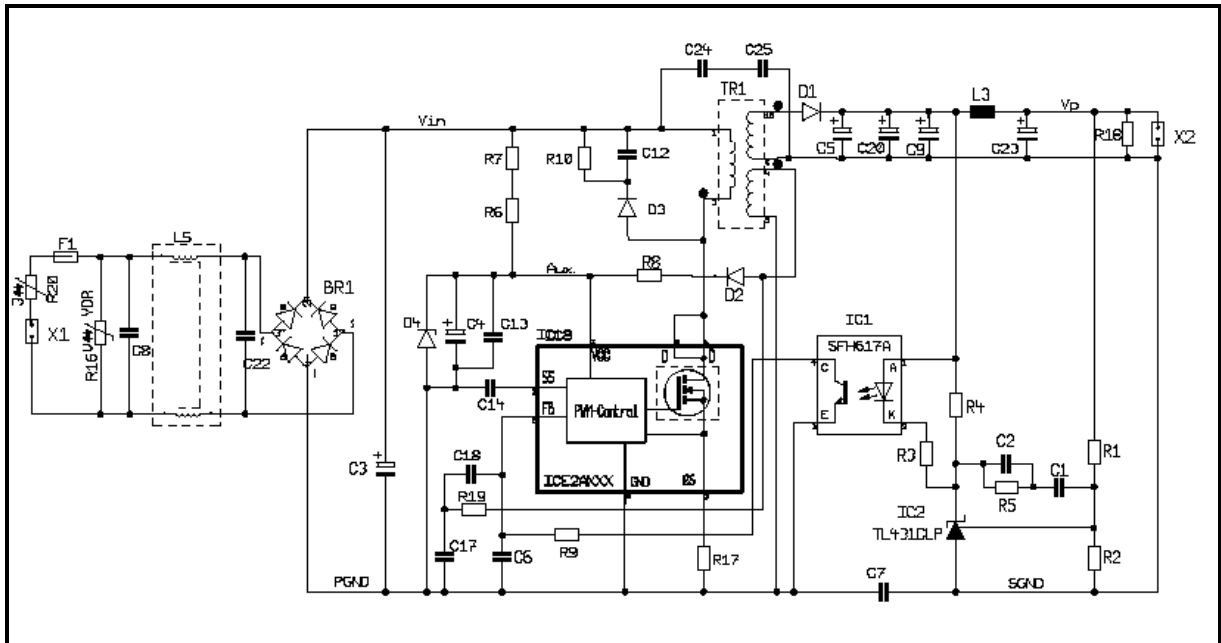 C24 C25
TR1
D1 L3 Vp
Vin
C5 C20 C9 C23 R18 X2
R7 R10 C12
R6 D3
F1 L5
R20
X1
R16 VDR
C8 C22
BR1
Aux. R8 D2
D4 C4 C13
VCC D D
C14 SS
FB PWM-Control
ICE2AXXX GND
IC1
SFH617A
C A
E K
R4
R3 C2 C1 R1
R5
IC2
TL431CLP
R2
C3
C18
R19
C17 C6 R9 R17
PGND C7 SGND